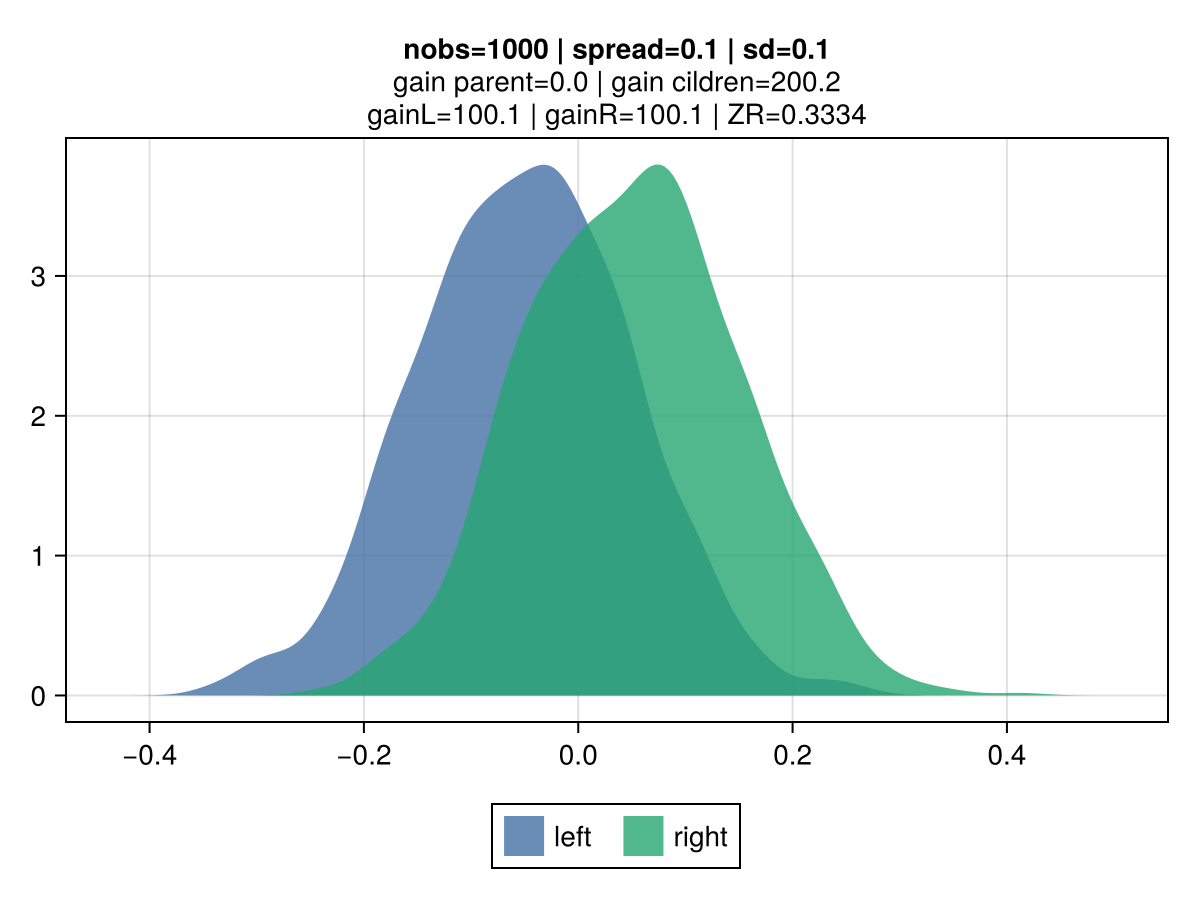 nobs=1000 | spread=0.1 | sd=0.1
gain parent=0.0 | gain cildren=200.2
gainL=100.1 | gainR=100.1 | ZR=0.3334
3
2
1
0
−0.4 −0.2 0.0 0.2 0.4
left right